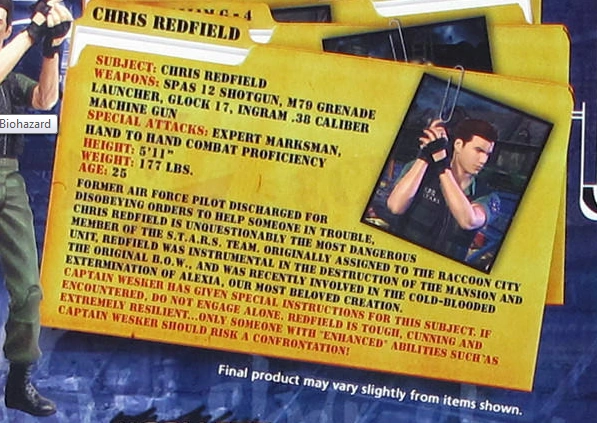 CHRIS REDFIELD
Biohazard
SUBJECT: CHRIS REDFIELD
WEAPONS: SPAS 12 SHOTGUN, M79 GRENADE
LAUNCHER, GLOCK 17, INGRAM .38 CALIBER
MACHINE GUN
SPECIAL ATTACKS: EXPERT MARKSMAN,
HAND TO HAND COMBAT PROFICIENCY
HEIGHT: 5'11"
WEIGHT: 177 LBS.
AGE: 25
FORMER AIR FORCE PILOT DISCHARGED FOR
DISOBEYING ORDERS TO HELP SOMEONE IN TROUBLE,
CHRIS REDFIELD IS UNQUESTIONABLY THE MOST DANGEROUS
MEMBER OF THE S.T.A.R.S. TEAM. ORIGINALLY ASSIGNED TO THE RACCOON CITY
UNIT, REDFIELD WAS INSTRUMENTAL IN THE DESTRUCTION OF THE MANSION AND
THE ORIGINAL B.O.W., AND WAS RECENTLY INVOLVED IN THE COLD-BLOODED
EXTERMINATION OF ALEXIA, OUR MOST BELOVED CREATION.
CAPTAIN WESKER HAS GIVEN SPECIAL INSTRUCTIONS FOR THIS SUBJECT. IF
ENCOUNTERED, DO NOT ENGAGE ALONE. REDFIELD IS TOUGH, CUNNING AND
EXTREMELY RESILIENT...ONLY SOMEONE WITH "ENHANCED" ABILITIES SUCH AS
CAPTAIN WESKER SHOULD RISK A CONFRONTATION!
Final product may vary slightly from items shown.